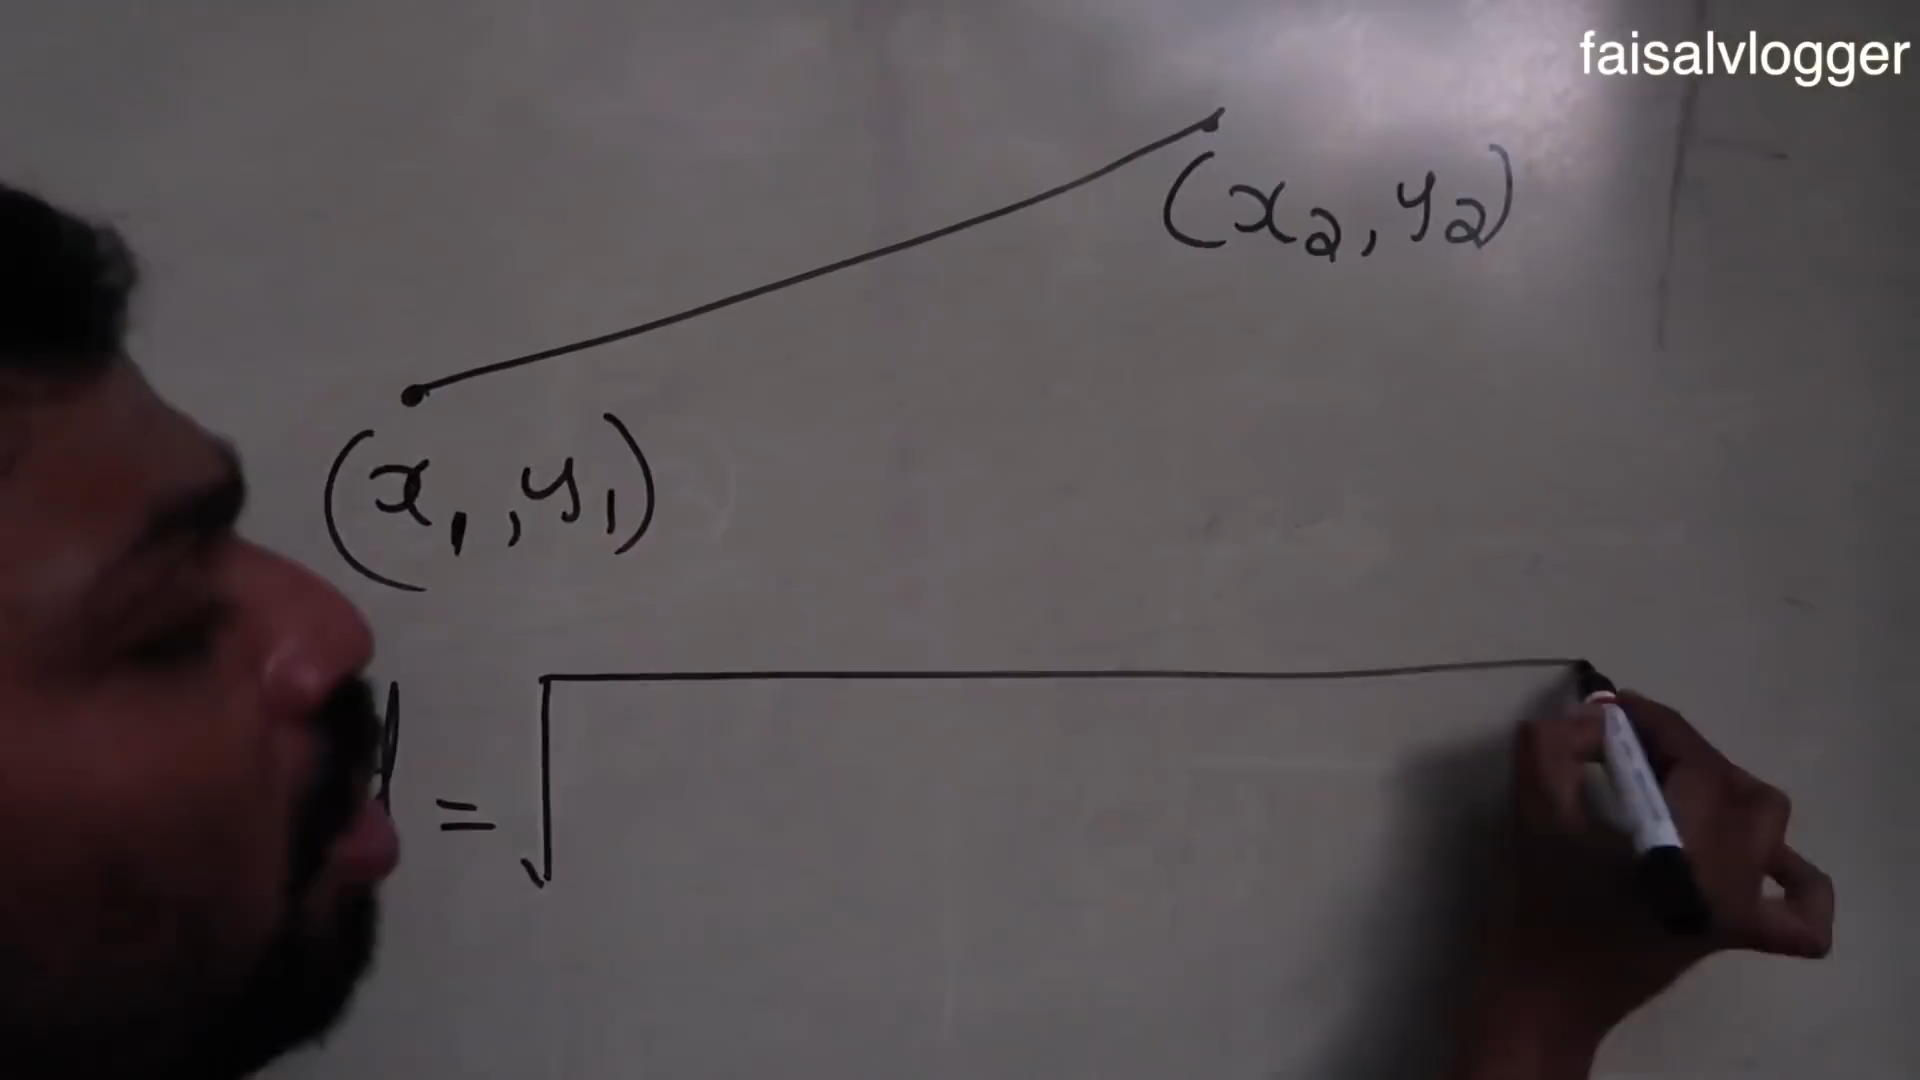 faisalvlogger
(x₂, y₂)
(x₁, y₁)
d = √